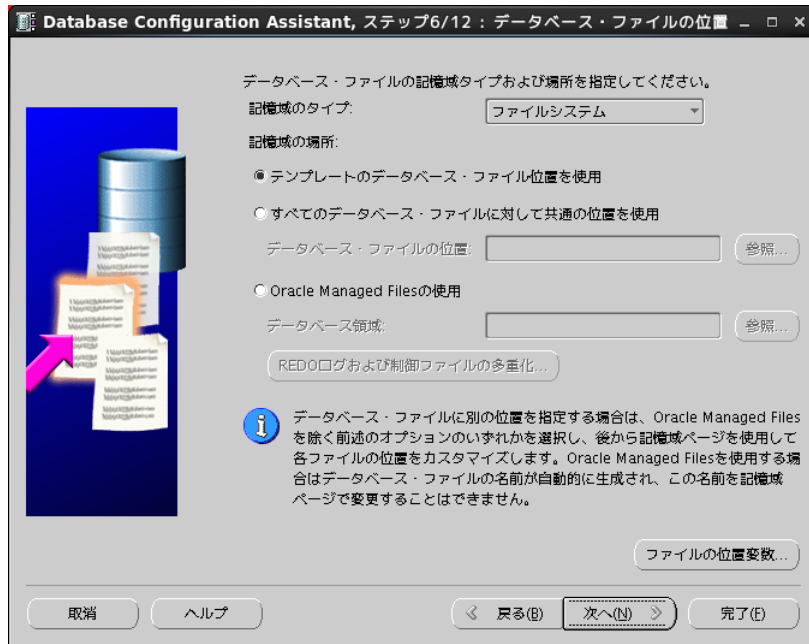 Database Configuration Assistant, ステップ6/12 : データベース・ファイルの位置
データベース・ファイルの記憶域タイプおよび場所を指定してください。
記憶域のタイプ:
ファイルシステム
記憶域の場所:
テンプレートのデータベース・ファイル位置を使用
すべてのデータベース・ファイルに対して共通の位置を使用
データベース・ファイルの位置:
参照...
Oracle Managed Filesの使用
データベース領域:
参照...
REDOログおよび制御ファイルの多重化...
データベース・ファイルに別の位置を指定する場合は、Oracle Managed Files
を除く前述のオプションのいずれかを選択し、後から記憶域ページを使用して
各ファイルの位置をカスタマイズします。Oracle Managed Filesを使用する場
合はデータベース・ファイルの名前が自動的に生成され、この名前を記憶域
ページで変更することはできません。
ファイルの位置変数...
取消
ヘルプ
戻る(B)
次へ(N)
完了(F)